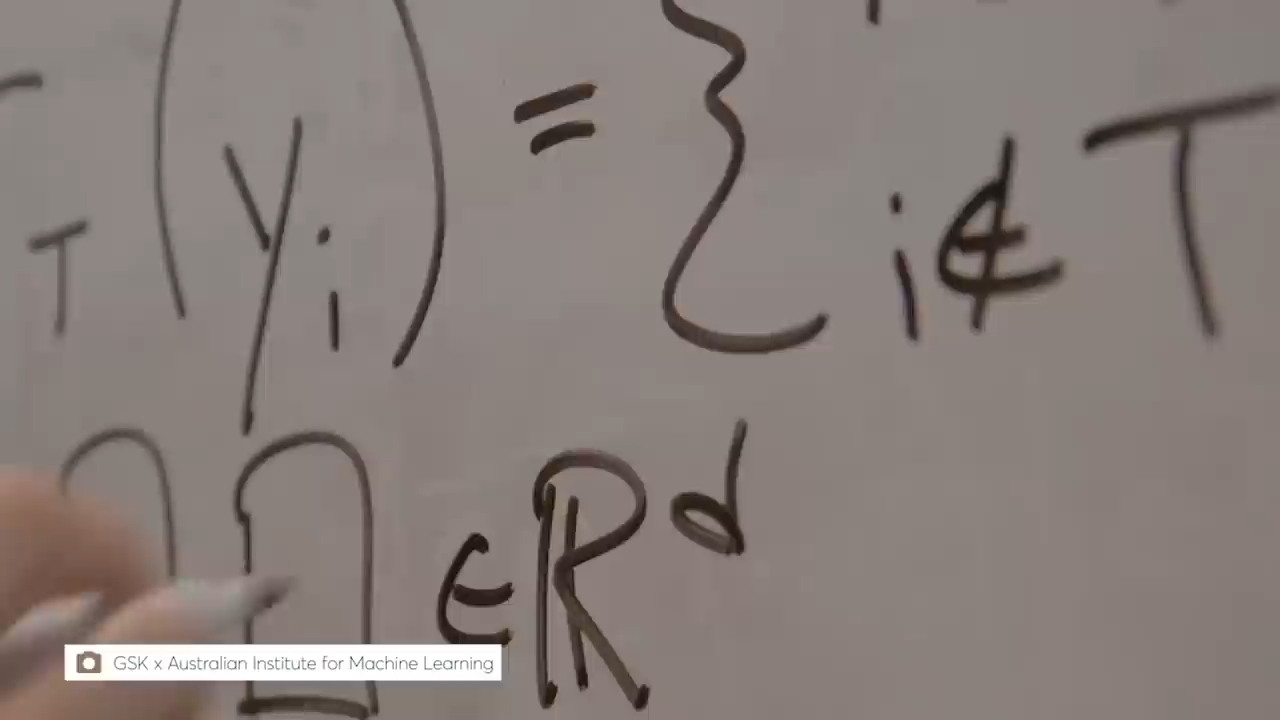 T (yᵢ) = { i ∉ T
∈ ℝᵈ
GSK x Australian Institute for Machine Learning